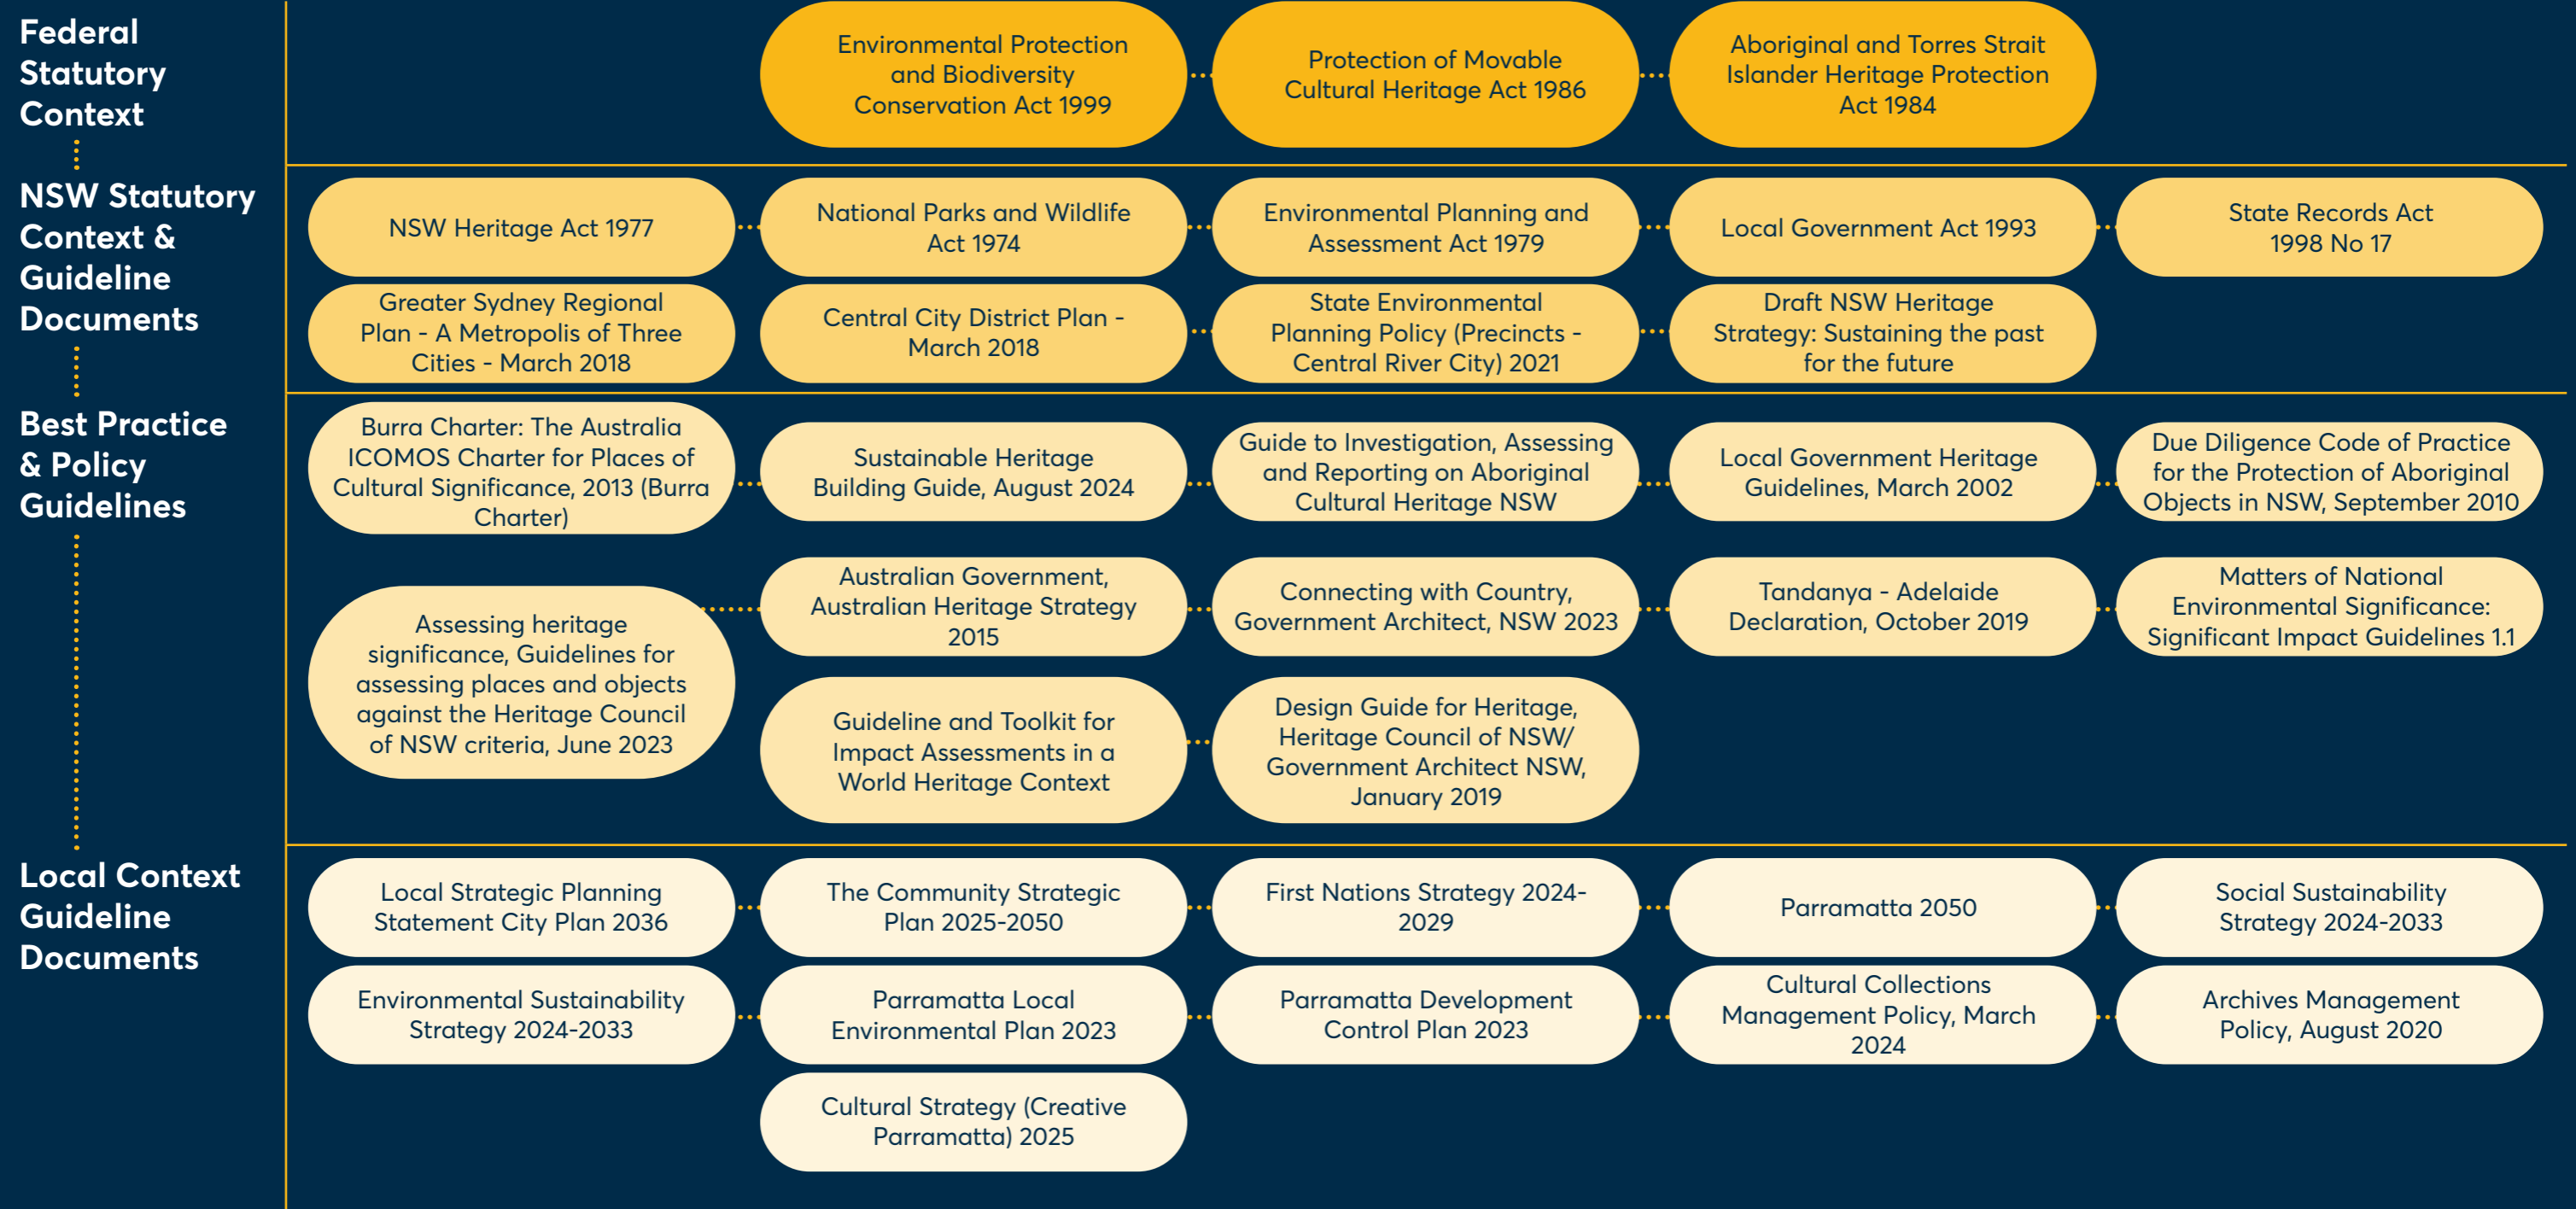 Federal
Statutory
Context
Environmental Protection
and Biodiversity
Conservation Act 1999
Protection of Movable
Cultural Heritage Act 1986
Aboriginal and Torres Strait
Islander Heritage Protection
Act 1984
NSW Statutory
Context &
Guideline
Documents
NSW Heritage Act 1977
National Parks and Wildlife
Act 1974
Environmental Planning and
Assessment Act 1979
Local Government Act 1993
State Records Act
1998 No 17
Greater Sydney Regional
Plan - A Metropolis of Three
Cities - March 2018
Central City District Plan -
March 2018
State Environmental
Planning Policy (Precincts -
Central River City) 2021
Draft NSW Heritage
Strategy: Sustaining the past
for the future
Best Practice
& Policy
Guidelines
Burra Charter: The Australia
ICOMOS Charter for Places of
Cultural Significance, 2013 (Burra
Charter)
Sustainable Heritage
Building Guide, August 2024
Guide to Investigation, Assessing
and Reporting on Aboriginal
Cultural Heritage NSW
Local Government Heritage
Guidelines, March 2002
Due Diligence Code of Practice
for the Protection of Aboriginal
Objects in NSW, September 2010
Assessing heritage
significance, Guidelines for
assessing places and objects
against the Heritage Council
of NSW criteria, June 2023
Australian Government,
Australian Heritage Strategy
2015
Connecting with Country,
Government Architect, NSW 2023
Tandanya - Adelaide
Declaration, October 2019
Matters of National
Environmental Significance:
Significant Impact Guidelines 1.1
Guideline and Toolkit for
Impact Assessments in a
World Heritage Context
Design Guide for Heritage,
Heritage Council of NSW/
Government Architect NSW,
January 2019
Local Context
Guideline
Documents
Local Strategic Planning
Statement City Plan 2036
The Community Strategic
Plan 2025-2050
First Nations Strategy 2024-
2029
Parramatta 2050
Social Sustainability
Strategy 2024-2033
Environmental Sustainability
Strategy 2024-2033
Parramatta Local
Environmental Plan 2023
Parramatta Development
Control Plan 2023
Cultural Collections
Management Policy, March
2024
Archives Management
Policy, August 2020
Cultural Strategy (Creative
Parramatta) 2025